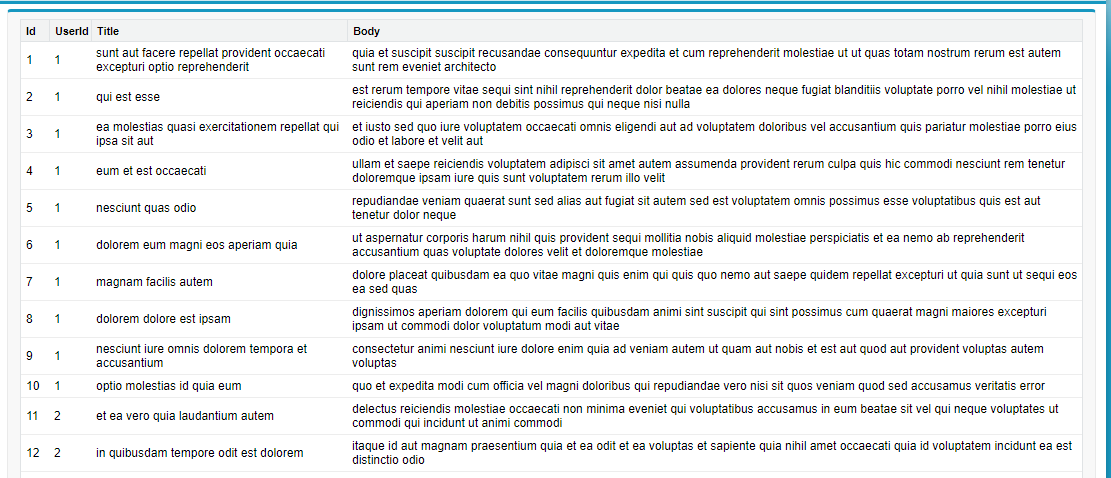 Id UserId Title Body
1 1 sunt aut facere repellat provident occaecati excepturi optio reprehenderit quia et suscipit suscipit recusandae consequuntur expedita et cum reprehenderit molestiae ut ut quas totam nostrum rerum est autem sunt rem eveniet architecto
2 1 qui est esse est rerum tempore vitae sequi sint nihil reprehenderit dolor beatae ea dolores neque fugiat blanditiis voluptate porro vel nihil molestiae ut reiciendis qui aperiam non debitis possimus qui neque nisi nulla
3 1 ea molestias quasi exercitationem repellat qui ipsa sit aut et iusto sed quo iure voluptatem occaecati omnis eligendi aut ad voluptatem doloribus vel accusantium quis pariatur molestiae porro eius odio et labore et velit aut
4 1 eum et est occaecati ullam et saepe reiciendis voluptatem adipisci sit amet autem assumenda provident rerum culpa quis hic commodi nesciunt rem tenetur doloremque ipsam iure quis sunt voluptatem rerum illo velit
5 1 nesciunt quas odio repudiandae veniam quaerat sunt sed alias aut fugiat sit autem sed est voluptatem omnis possimus esse voluptatibus quis est aut tenetur dolor neque
6 1 dolorem eum magni eos aperiam quia ut aspernatur corporis harum nihil quis provident sequi mollitia nobis aliquid molestiae perspiciatis et ea nemo ab reprehenderit accusantium quas voluptate dolores velit et doloremque molestiae
7 1 magnam facilis autem dolore placeat quibusdam ea quo vitae magni quis enim qui quis quo nemo aut saepe quidem repellat excepturi ut quia sunt ut sequi eos ea sed quas
8 1 dolorem dolore est ipsam dignissimos aperiam dolorem qui eum facilis quibusdam animi sint suscipit qui sint possimus cum quaerat magni maiores excepturi ipsam ut commodi dolor voluptatum modi aut vitae
9 1 nesciunt iure omnis dolorem tempora et accusantium consectetur animi nesciunt iure dolore enim quia ad veniam autem ut quam aut nobis et est aut quod aut provident voluptas autem voluptas
10 1 optio molestias id quia eum quo et expedita modi cum officia vel magni doloribus qui repudiandae vero nisi sit quos veniam quod sed accusamus veritatis error
11 2 et ea vero quia laudantium autem delectus reiciendis molestiae occaecati non minima eveniet qui voluptatibus accusamus in eum beatae sit vel qui neque voluptates ut commodi qui incidunt ut animi commodi
12 2 in quibusdam tempore odit est dolorem itaque id aut magnam praesentium quia et ea odit et ea voluptas et sapiente quia nihil amet occaecati quia id voluptatem incidunt ea est distinctio odio